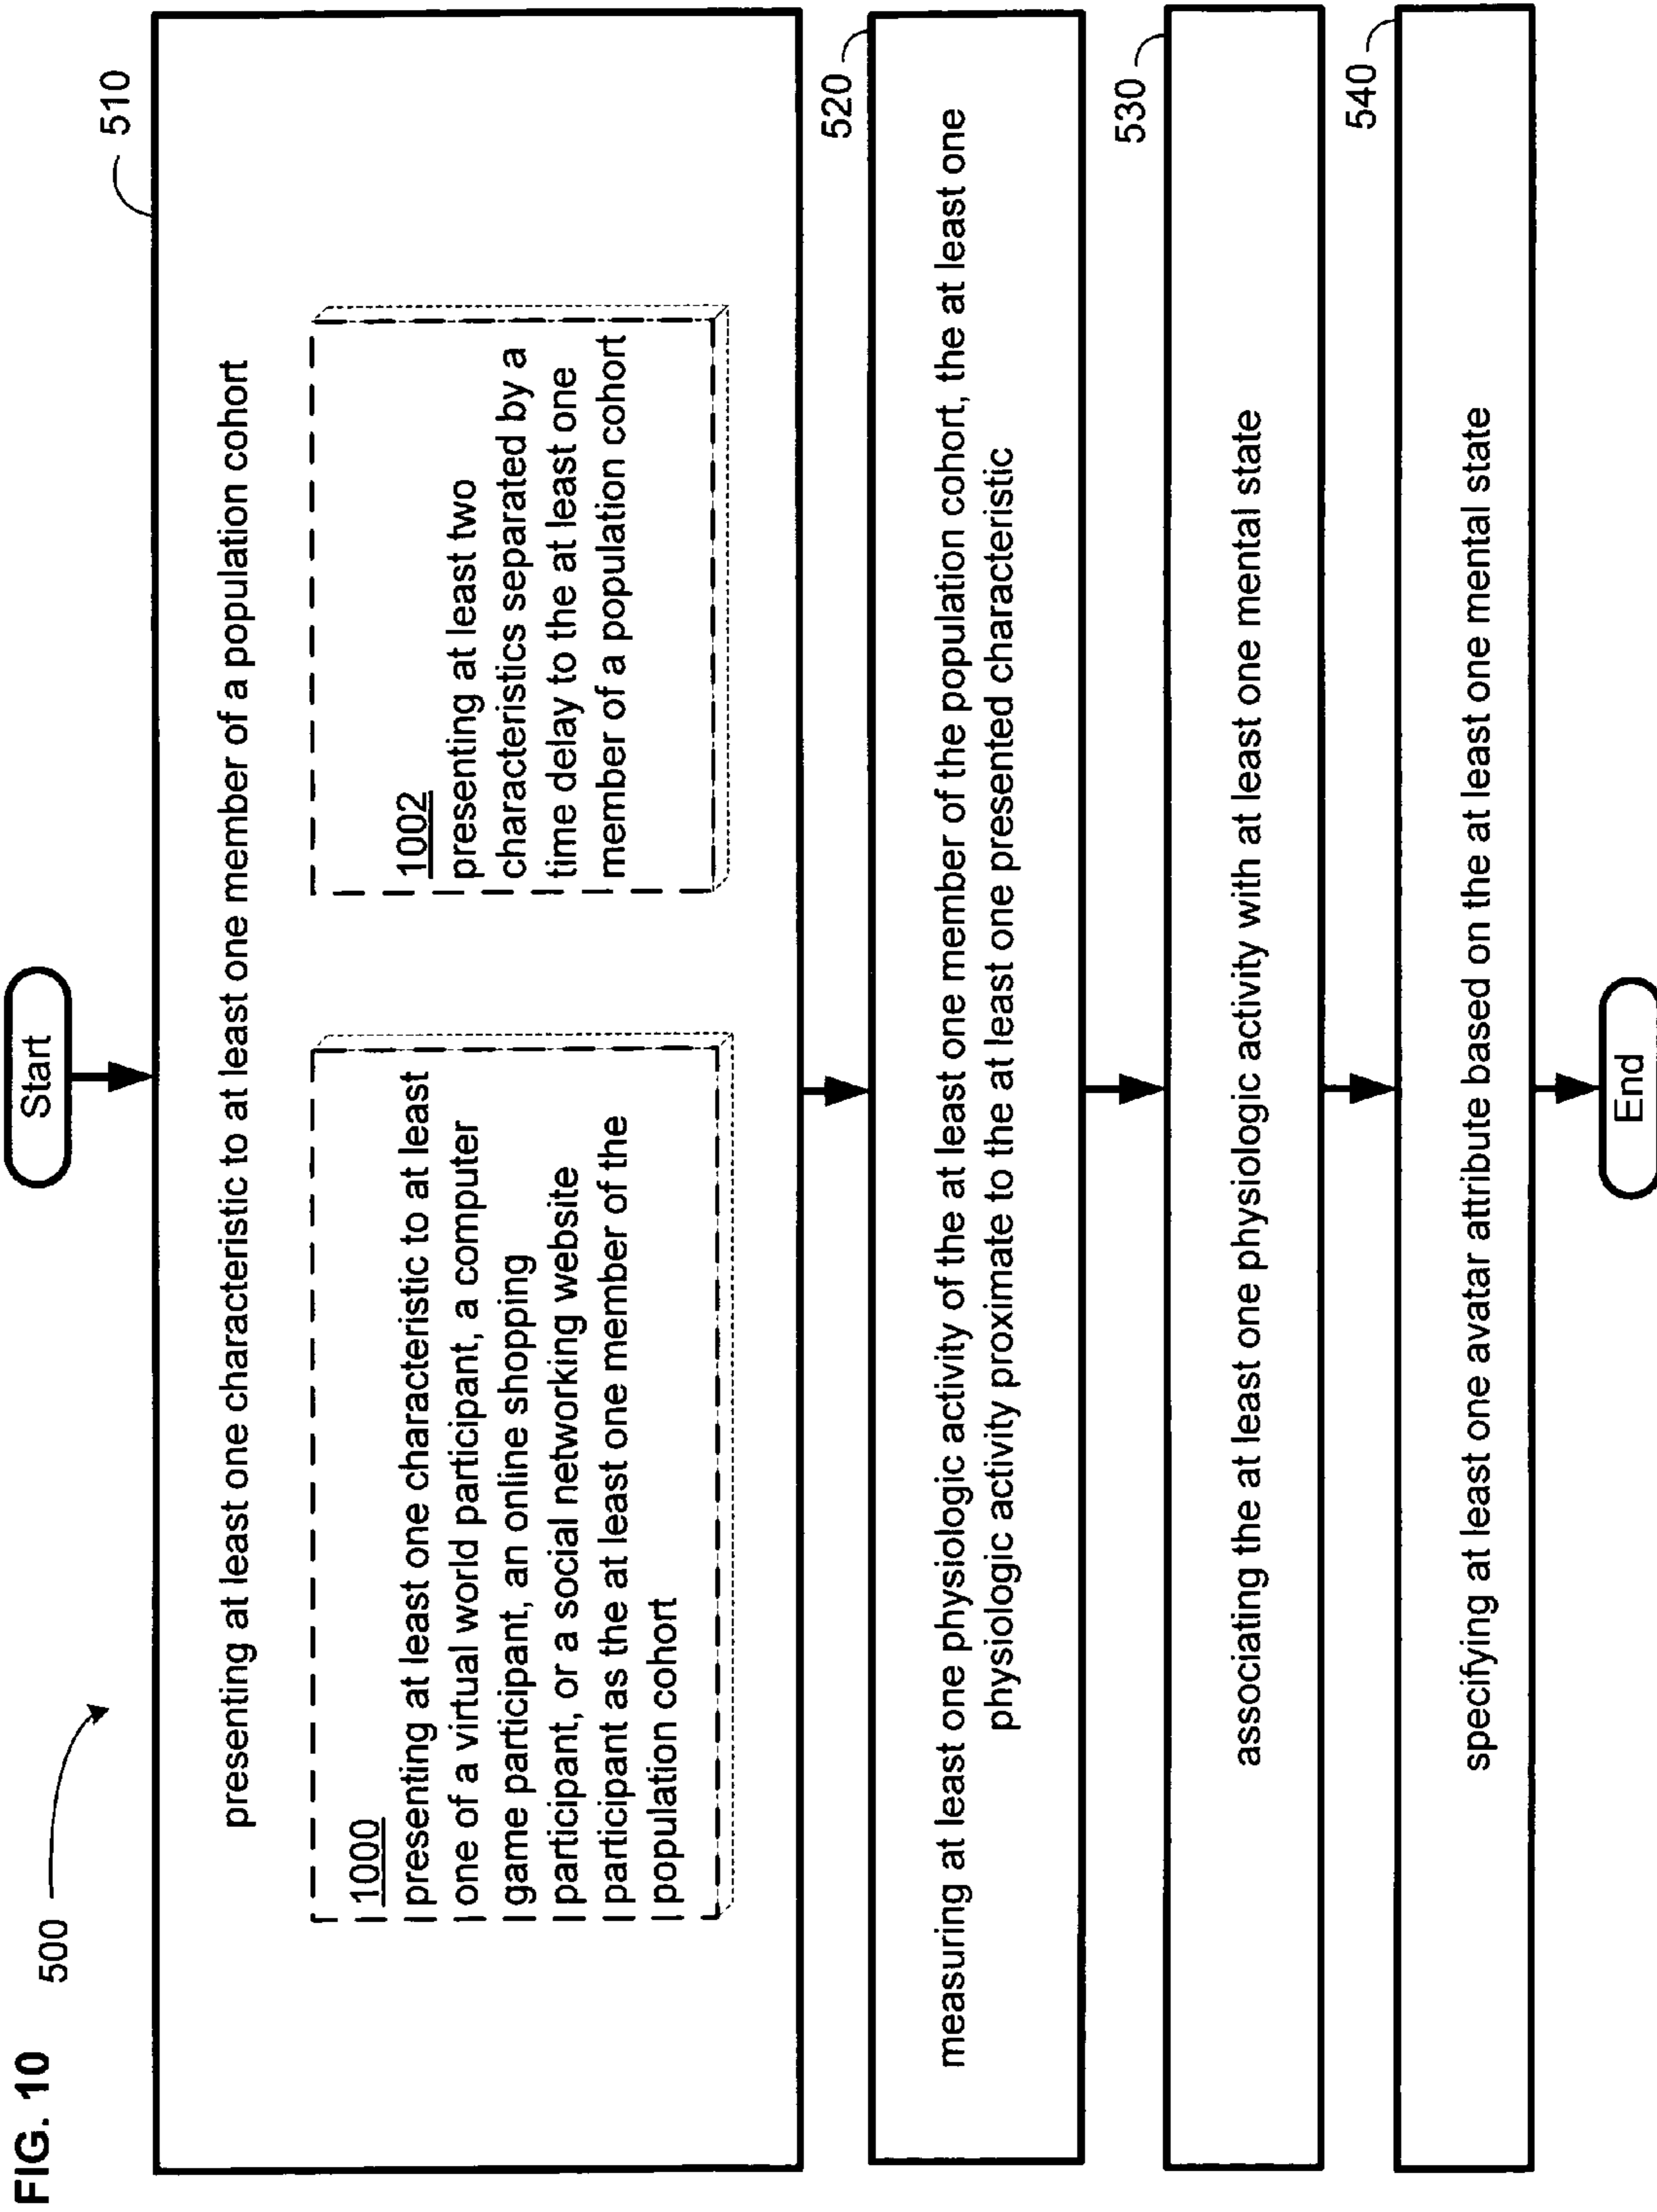 FIG. 10
500
Start
510
presenting at least one characteristic to at least one member of a population cohort
1000
presenting at least one characteristic to at least
one of a virtual world participant, a computer
game participant, an online shopping
participant, or a social networking website
participant as the at least one member of the
population cohort
1002
presenting at least two
characteristics separated by a
time delay to the at least one
member of a population cohort
520
measuring at least one physiologic activity of the at least one member of the population cohort, the at least one
physiologic activity proximate to the at least one presented characteristic
530
associating the at least one physiologic activity with at least one mental state
540
specifying at least one avatar attribute based on the at least one mental state
End